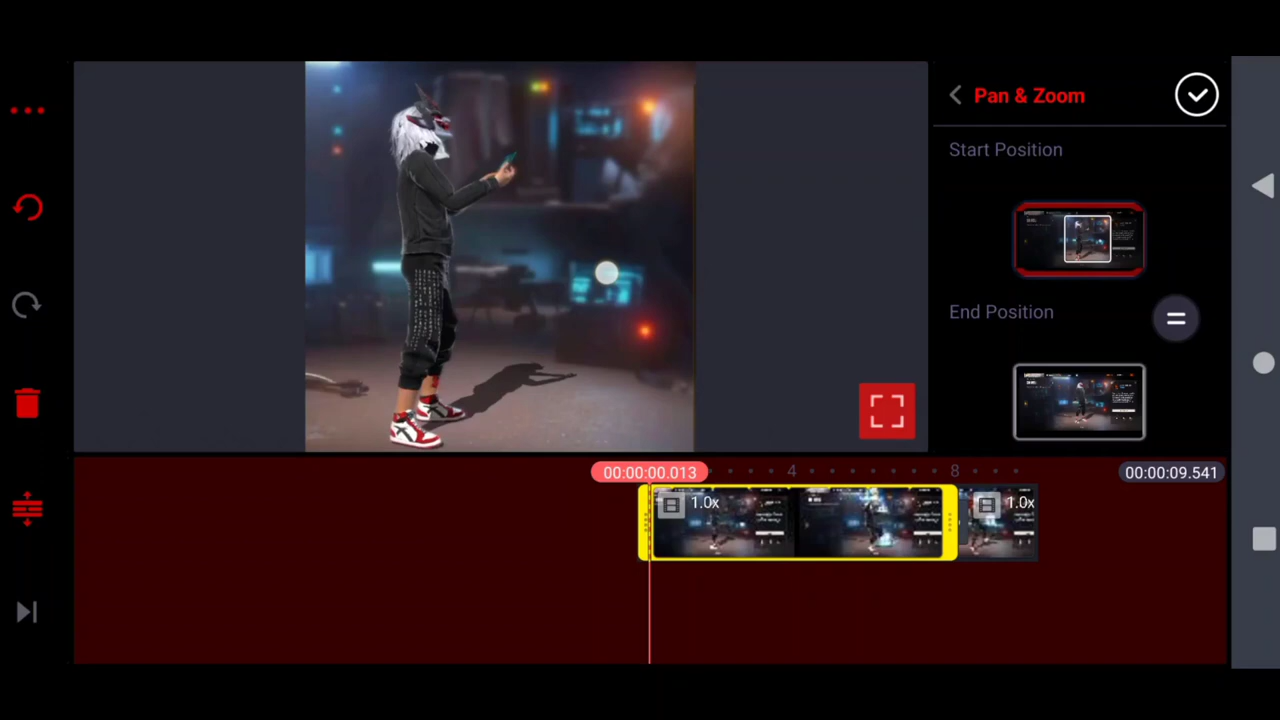 Pan & Zoom
Start Position
End Position
00:00:00.013
4
8
00:00:09.541
1.0x
1.0x